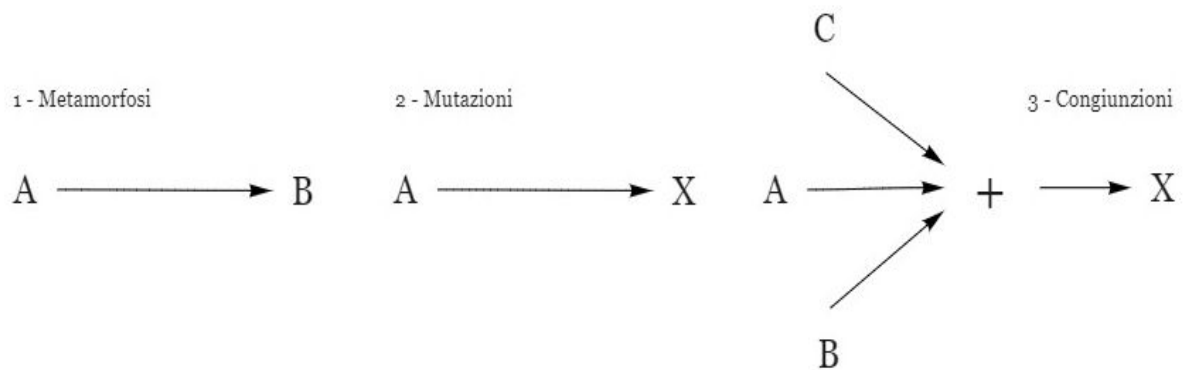 1 - Metamorfosi
A B
2 - Mutazioni
A X
3 - Congiunzioni
C
A + X
B